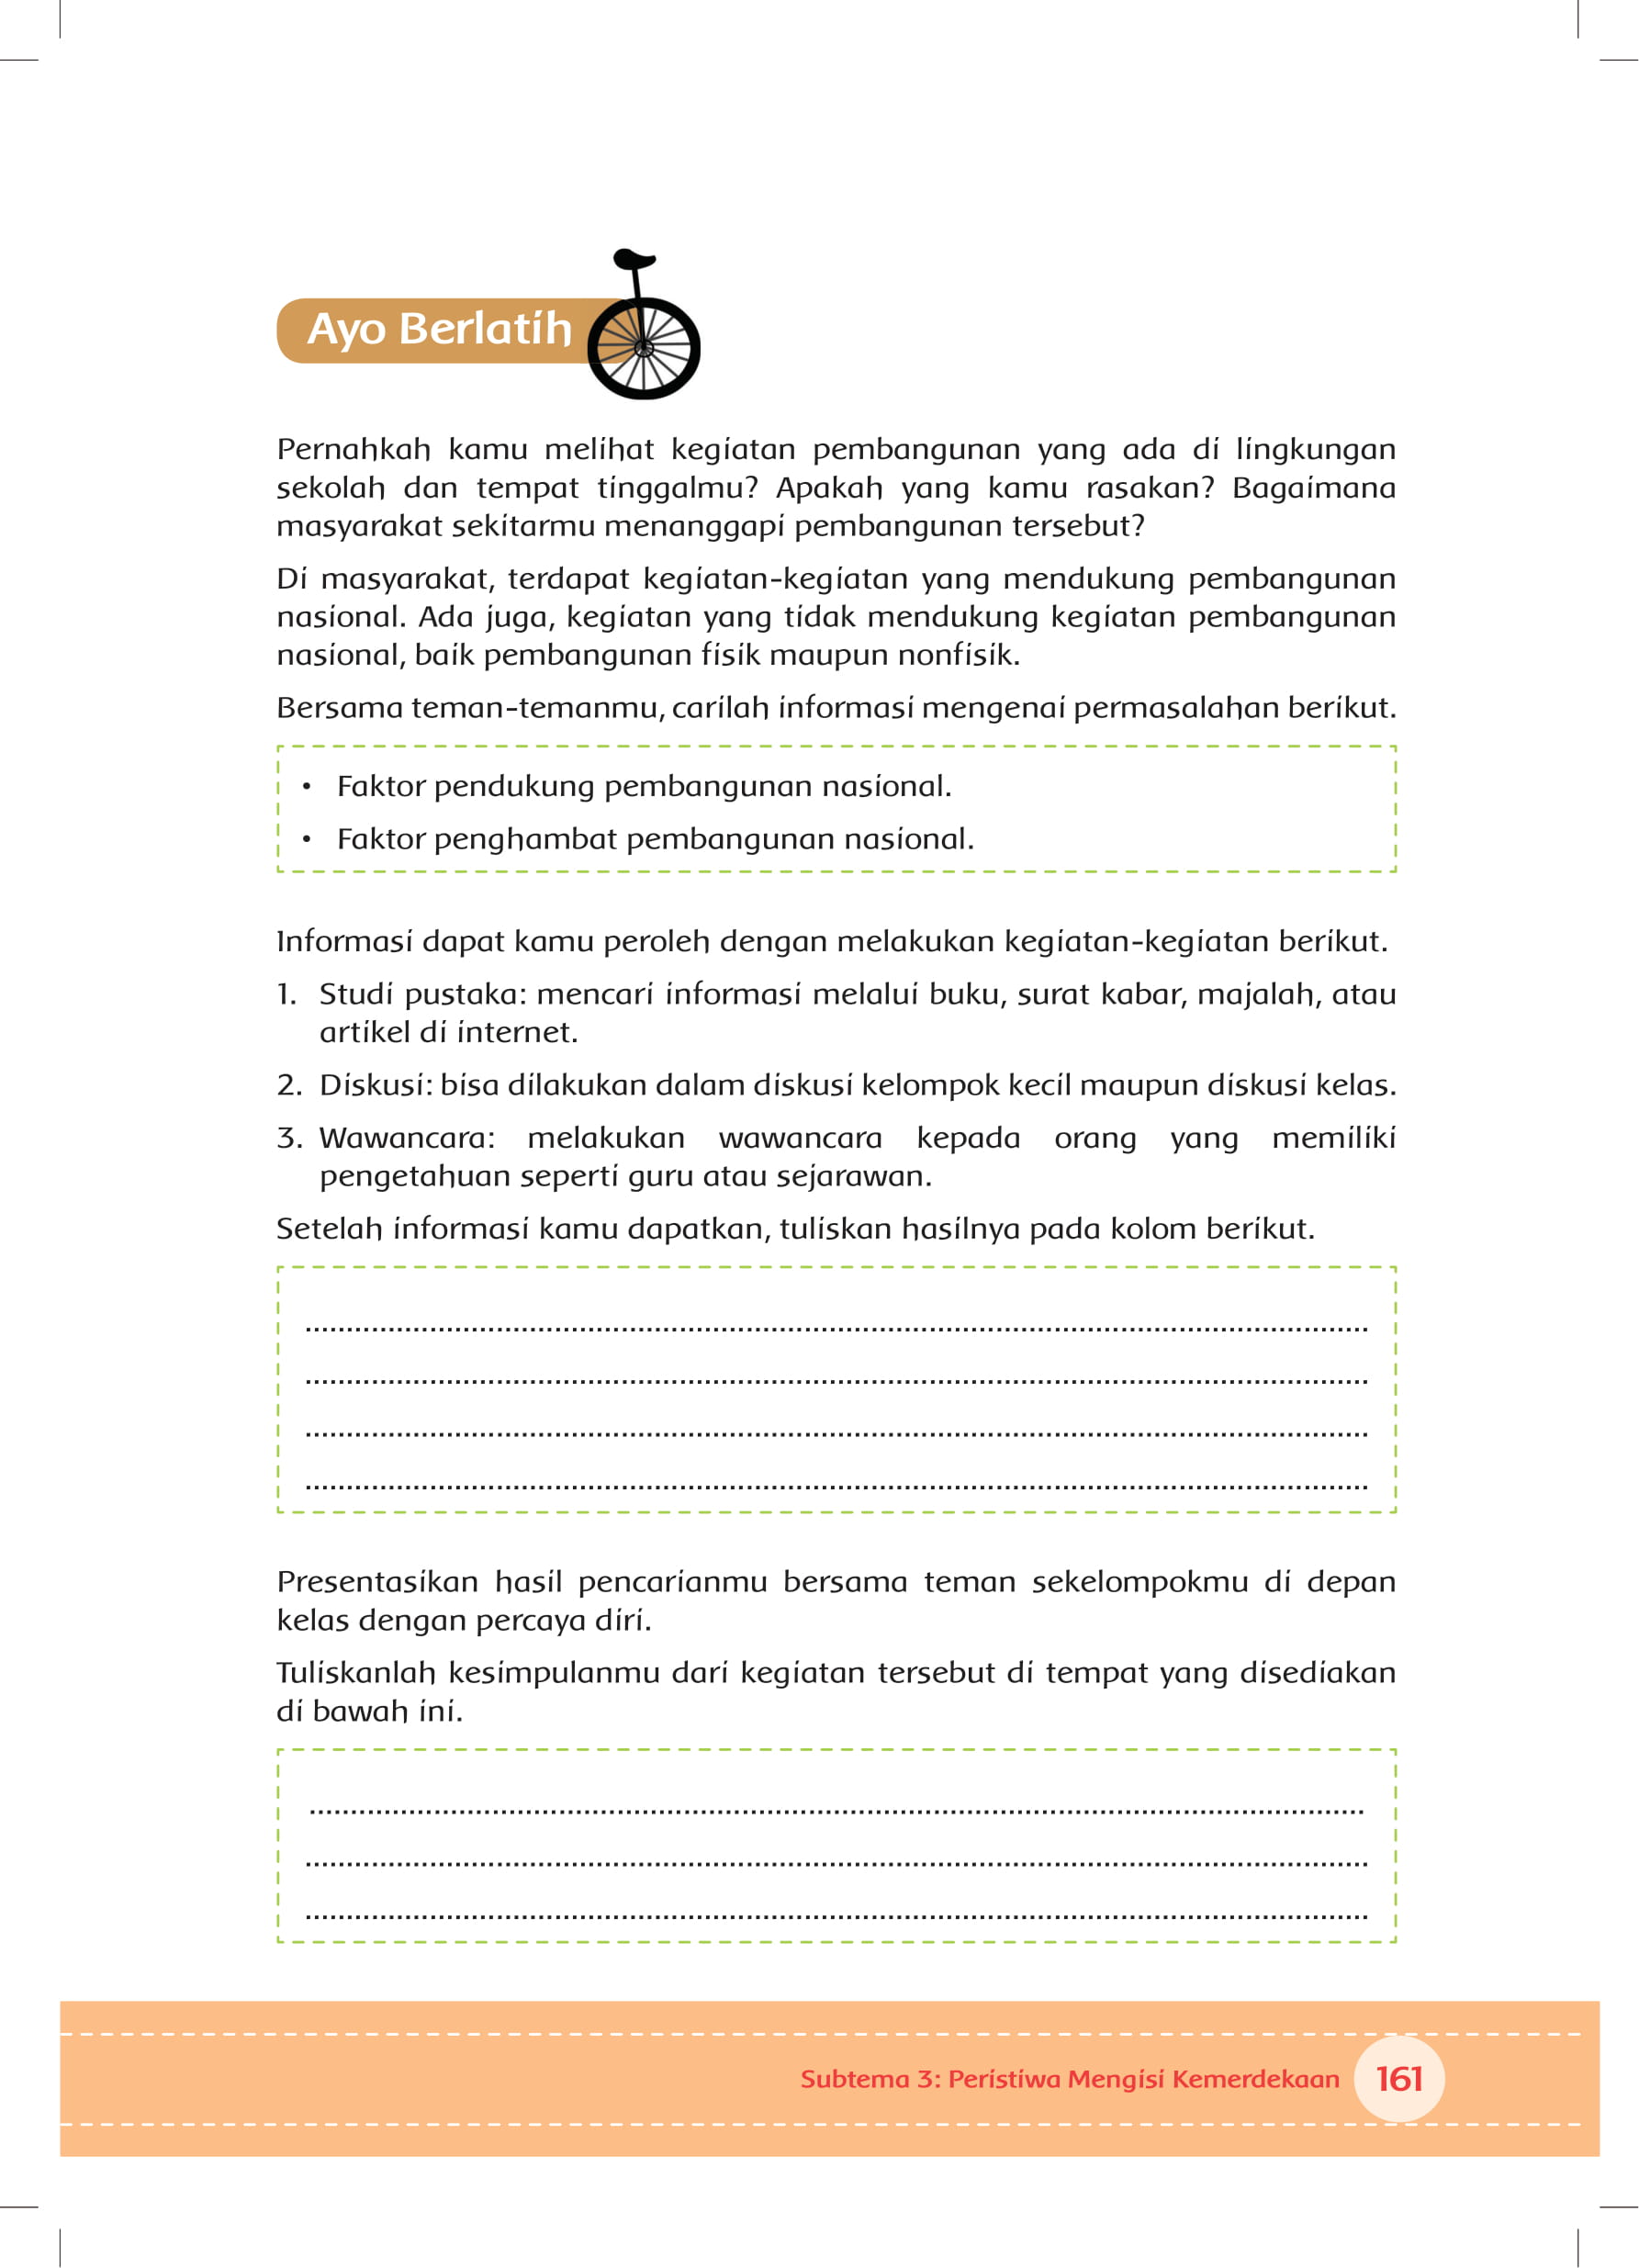 Ayo Berlatih
Pernahkah kamu melihat kegiatan pembangunan yang ada di lingkungan
sekolah dan tempat tinggalmu? Apakah yang kamu rasakan? Bagaimana
masyarakat sekitarmu menanggapi pembangunan tersebut?
Di masyarakat, terdapat kegiatan-kegiatan yang mendukung pembangunan
nasional. Ada juga, kegiatan yang tidak mendukung kegiatan pembangunan
nasional, baik pembangunan fisik maupun nonfisik.
Bersama teman-temanmu, carilah informasi mengenai permasalahan berikut.
• Faktor pendukung pembangunan nasional.
• Faktor penghambat pembangunan nasional.
Informasi dapat kamu peroleh dengan melakukan kegiatan-kegiatan berikut.
1. Studi pustaka: mencari informasi melalui buku, surat kabar, majalah, atau
artikel di internet.
2. Diskusi: bisa dilakukan dalam diskusi kelompok kecil maupun diskusi kelas.
3. Wawancara: melakukan wawancara kepada orang yang memiliki
pengetahuan seperti guru atau sejarawan.
Setelah informasi kamu dapatkan, tuliskan hasilnya pada kolom berikut.
Presentasikan hasil pencarianmu bersama teman sekelompokmu di depan
kelas dengan percaya diri.
Tuliskanlah kesimpulanmu dari kegiatan tersebut di tempat yang disediakan
di bawah ini.
Subtema 3: Peristiwa Mengisi Kemerdekaan 161